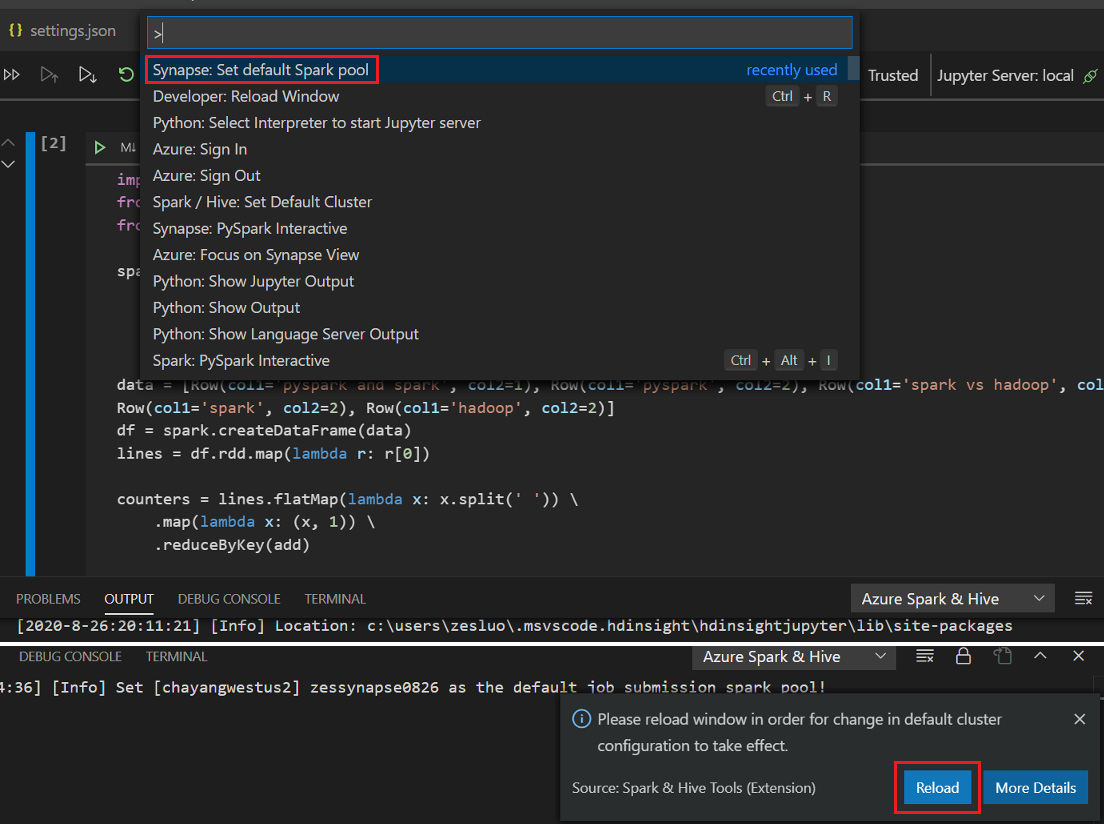 {} settings.json
>
Synapse: Set default Spark pool recently used
Developer: Reload Window Ctrl + R
Python: Select Interpreter to start Jupyter server
Azure: Sign In
Azure: Sign Out
Spark / Hive: Set Default Cluster
Synapse: PySpark Interactive
Azure: Focus on Synapse View
Python: Show Jupyter Output
Python: Show Output
Python: Show Language Server Output
Spark: PySpark Interactive Ctrl + Alt + I
Trusted Jupyter Server: local
[2] M↓
imp
fro
fro
spa
data = [Row(col1='pyspark and spark', col2=1), Row(col1='pyspark', col2=2), Row(col1='spark vs hadoop', col
Row(col1='spark', col2=2), Row(col1='hadoop', col2=2)]
df = spark.createDataFrame(data)
lines = df.rdd.map(lambda r: r[0])
counters = lines.flatMap(lambda x: x.split(' ')) \
.map(lambda x: (x, 1)) \
.reduceByKey(add)
PROBLEMS OUTPUT DEBUG CONSOLE TERMINAL Azure Spark & Hive
[2020-8-26:20:11:21] [Info] Location: c:\users\zesluo\.msvscode.hdinsight\hdinsightjupyter\lib\site-packages
DEBUG CONSOLE TERMINAL Azure Spark & Hive
4:36] [Info] Set [chayangwestus2] zessynapse0826 as the default job submission spark pool!
Please reload window in order for change in default cluster
configuration to take effect.
Source: Spark & Hive Tools (Extension) Reload More Details